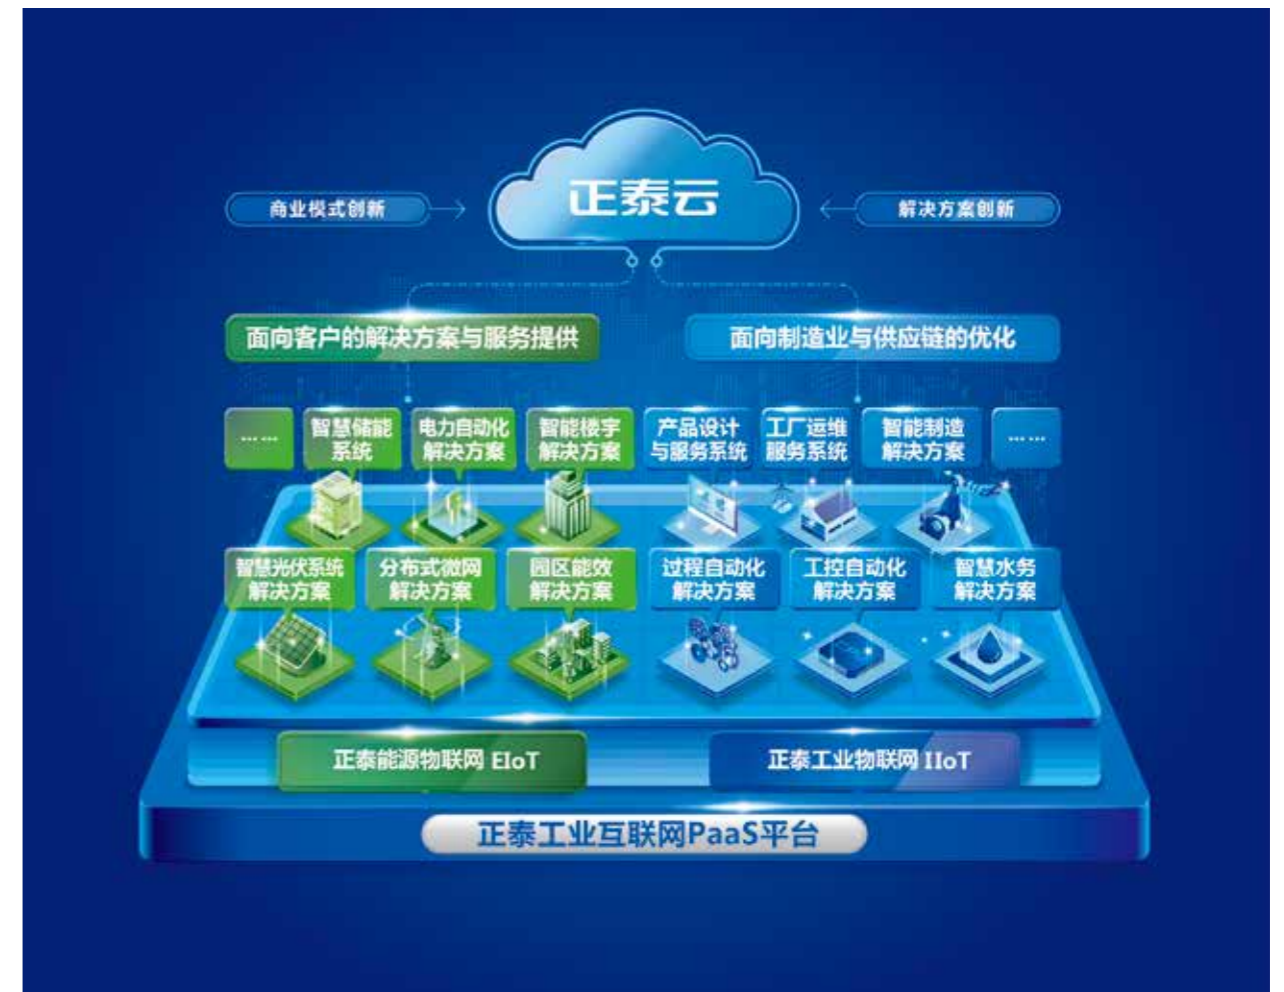 正泰云
商业模式创新
解决方案创新
面向客户的解决方案与服务提供
面向制造业与供应链的优化
... ...
智慧储能
系统
电力自动化
解决方案
智能楼宇
解决方案
产品设计
与服务系统
工厂运维
服务系统
智能制造
解决方案
... ...
智慧光伏系统
解决方案
分布式微网
解决方案
园区能效
解决方案
过程自动化
解决方案
工控自动化
解决方案
智慧水务
解决方案
正泰能源物联网 EIoT
正泰工业物联网 IIoT
正泰工业互联网PaaS平台